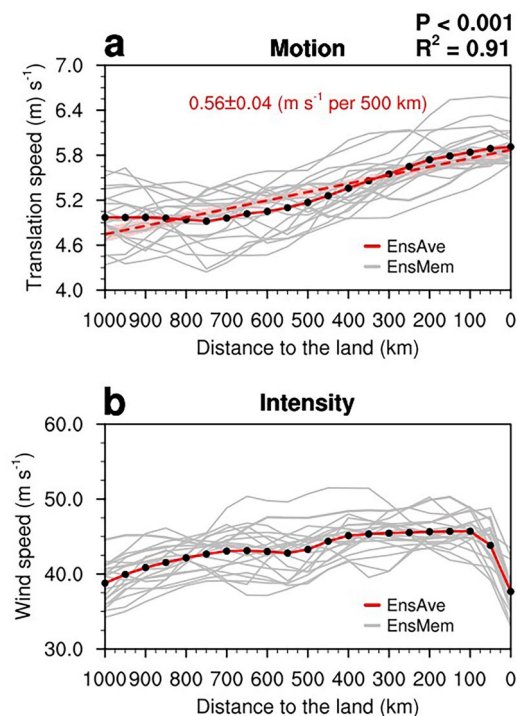 a
Motion
P < 0.001
R² = 0.91
7.0
6.4
5.8
5.2
4.6
4.0
Translation speed (m) s⁻¹)
0.56±0.04 (m s⁻¹ per 500 km)
EnsAve
EnsMem
1000 900 800 700 600 500 400 300 200 100 0
Distance to the land (km)
b
Intensity
60.0
50.0
40.0
30.0
Wind speed (m s⁻¹)
EnsAve
EnsMem
1000 900 800 700 600 500 400 300 200 100 0
Distance to the land (km)